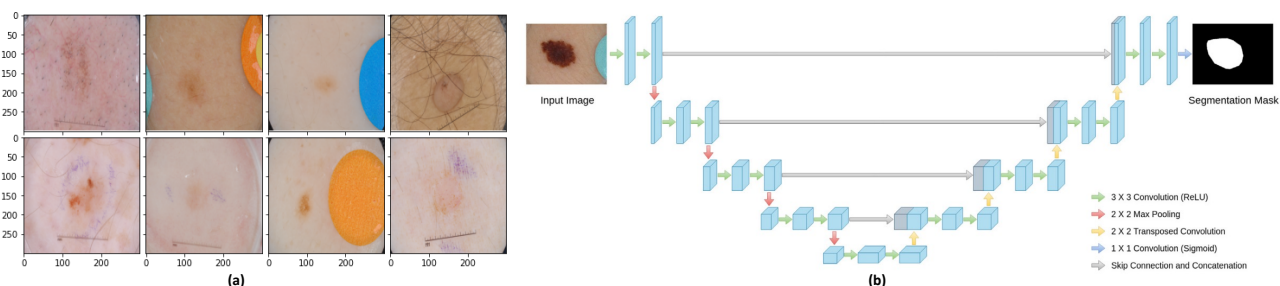 0
50
100
150
200
250
0
50
100
150
200
250
0 100 200 0 100 200 0 100 200 0 100 200
(a)
Input Image
Segmentation Mask
3 X 3 Convolution (ReLU)
2 X 2 Max Pooling
2 X 2 Transposed Convolution
1 X 1 Convolution (Sigmoid)
Skip Connection and Concatenation
(b)